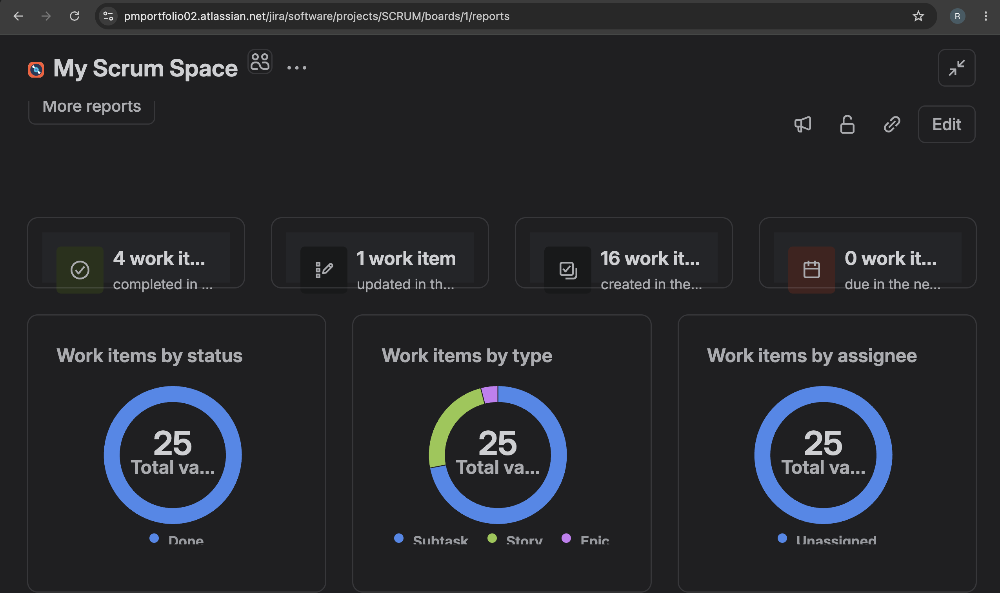 pmportfolio02.atlassian.net/jira/software/projects/SCRUM/boards/1/reports
R
My Scrum Space
More reports
Edit
4 work it...
completed in ...
1 work item
updated in th...
16 work it...
created in the...
0 work it...
due in the ne...
Work items by status
25
Total va...
Done
Work items by type
25
Total va...
Subtask
Story
Epic
Work items by assignee
25
Total va...
Unassigned